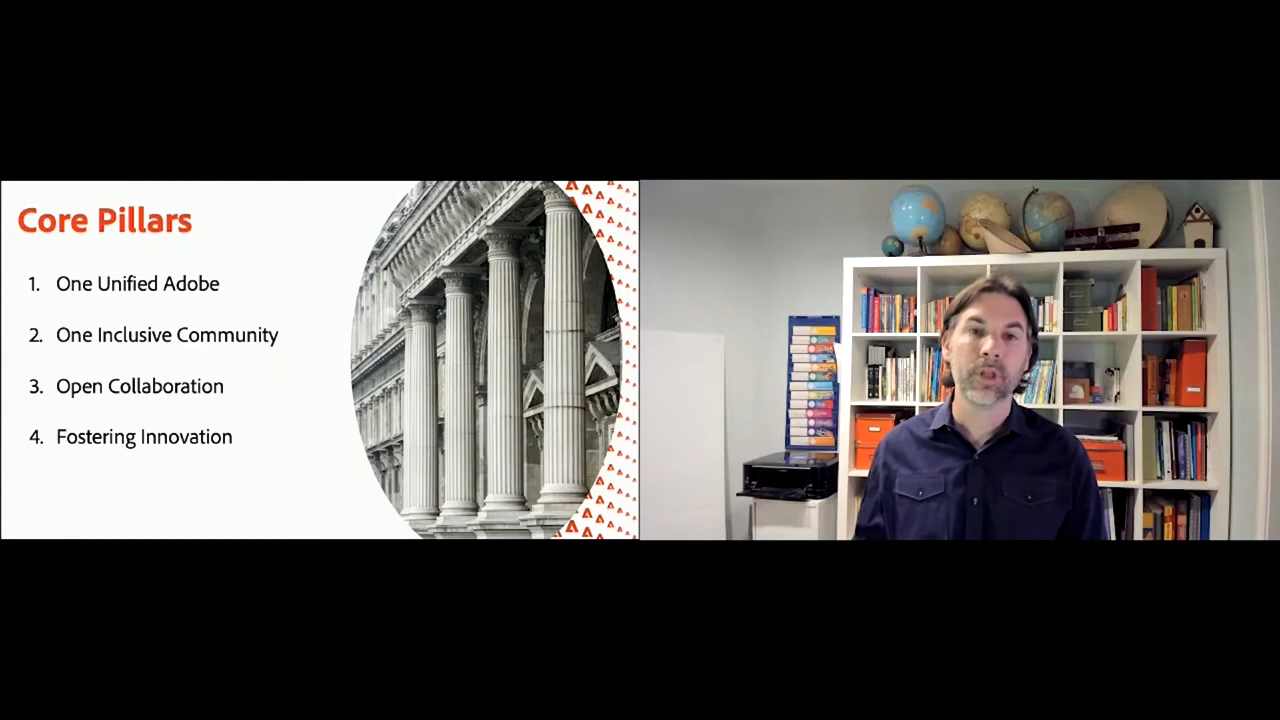 Core Pillars
1. One Unified Adobe
2. One Inclusive Community
3. Open Collaboration
4. Fostering Innovation